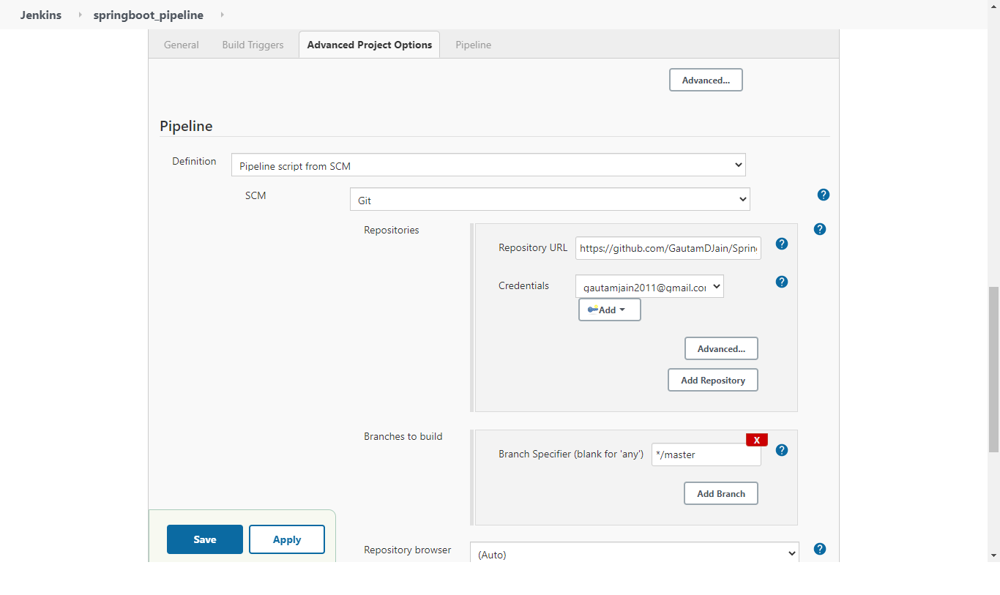 Jenkins springboot_pipeline
General Build Triggers Advanced Project Options Pipeline
Advanced...
Pipeline
Definition Pipeline script from SCM
SCM Git
Repositories
Repository URL https://github.com/GautamDJain/Sprin
Credentials gautamjain2011@gmail.co
Add
Advanced...
Add Repository
Branches to build
X
Branch Specifier (blank for 'any') */master
Add Branch
Save Apply
Repository browser (Auto)